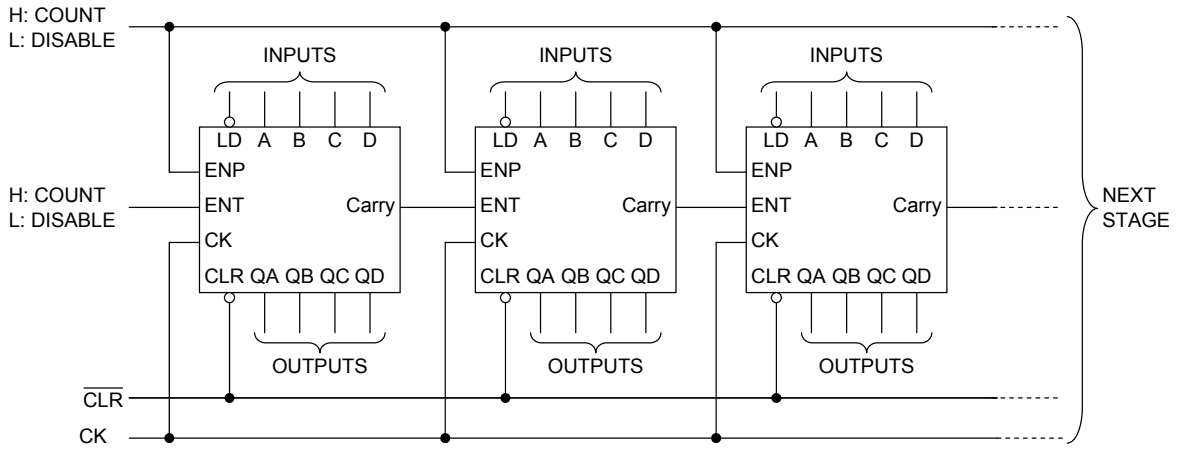 H: COUNT
L: DISABLE
INPUTS
INPUTS
INPUTS
LD A B C D
LD A B C D
LD A B C D
ENP
ENP
ENP
H: COUNT
L: DISABLE
ENT Carry
ENT Carry
ENT Carry
NEXT
STAGE
CK
CK
CK
CLR QA QB QC QD
CLR QA QB QC QD
CLR QA QB QC QD
OUTPUTS
OUTPUTS
OUTPUTS
CLR
CK